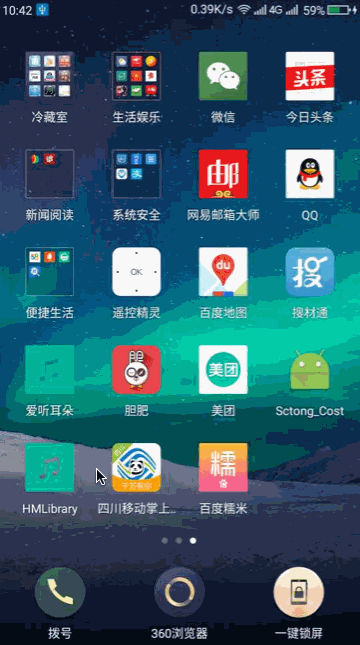 10:42 0.39K/s 4G 59%
头条
冷藏室 生活娱乐 微信 今日头条
邮
新闻阅读 系统安全 网易邮箱大师 QQ
OK du 搜
便捷生活 遥控精灵 百度地图 搜材通
美团
爱听耳朵 胆肥 美团 Sctong_Cost
糯
HMLibrary 四川移动掌上... 百度糯米
拨号 360浏览器 一键锁屏